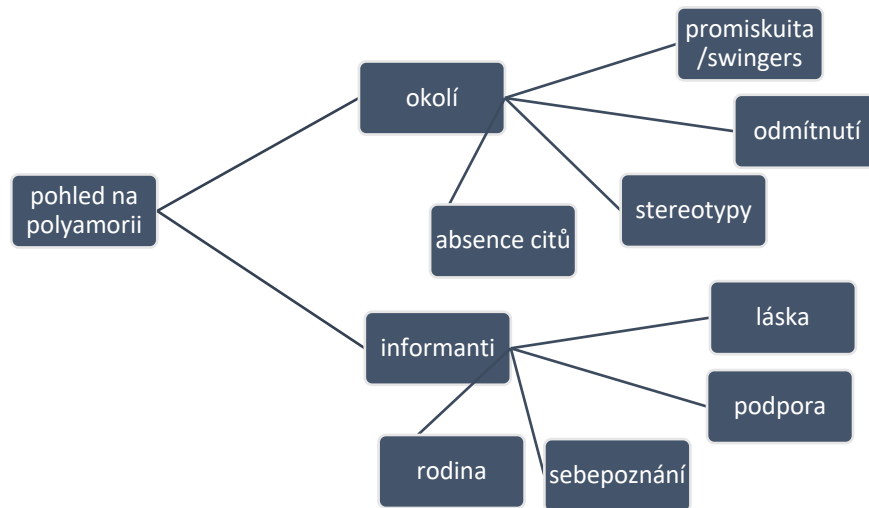 promiskuita
/swingers
okolí
odmítnutí
pohled na
polyamorii
stereotypy
absence citů
láska
informanti
podpora
rodina
sebepoznání